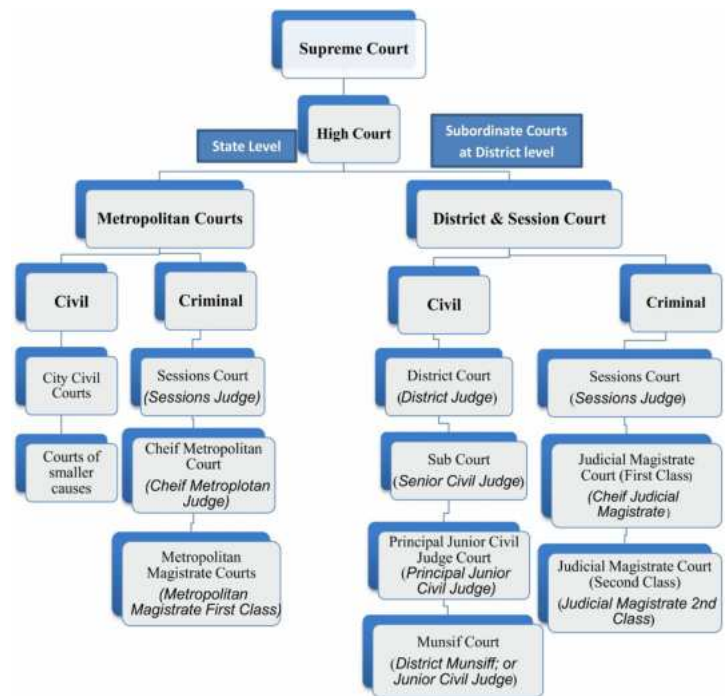 Supreme Court
High Court
State Level
Subordinate Courts
at District level
Metropolitan Courts
District & Session Court
Civil
Criminal
Civil
Criminal
City Civil
Courts
Courts of
smaller
causes
Sessions Court
(Sessions Judge)
Cheif Metropolitan
Court
(Cheif Metroplotan
Judge)
Metropolitan
Magistrate Courts
(Metropolitan
Magistrate First Class)
District Court
(District Judge)
Sub Court
(Senior Civil Judge)
Principal Junior Civil
Judge Court
(Principal Junior
Civil Judge)
Munsif Court
(District Munsiff; or
Junior Civil Judge)
Sessions Court
(Sessions Judge)
Judicial Magistrate
Court (First Class)
(Cheif Judicial
Magistrate)
Judicial Magistrate Court
(Second Class)
(Judicial Magistrate 2nd
Class)